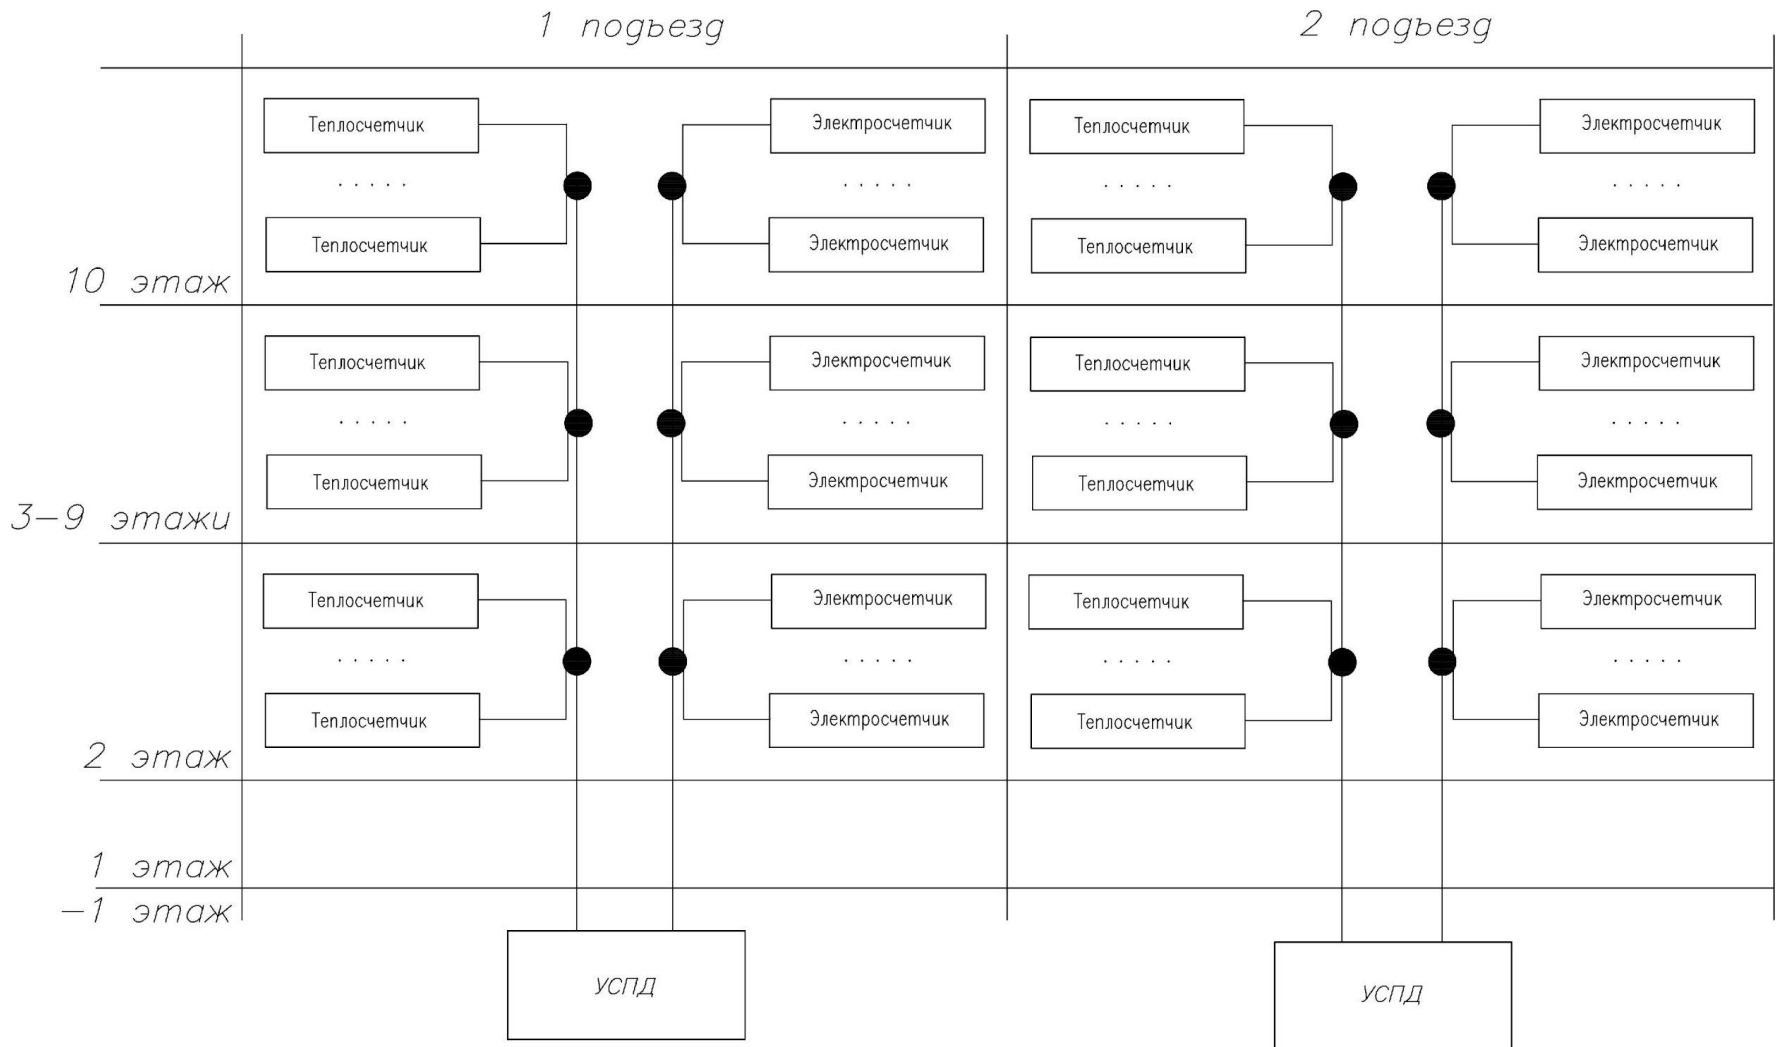 1 подъезд
2 подъезд
Теплосчетчик
Электросчетчик
Теплосчетчик
Электросчетчик
. . . . .
. . . . .
. . . . .
. . . . .
Теплосчетчик
Электросчетчик
Теплосчетчик
Электросчетчик
10 этаж
Теплосчетчик
Электросчетчик
Теплосчетчик
Электросчетчик
. . . . .
. . . . .
. . . . .
. . . . .
Теплосчетчик
Электросчетчик
Теплосчетчик
Электросчетчик
3-9 этажи
Теплосчетчик
Электросчетчик
Теплосчетчик
Электросчетчик
. . . . .
. . . . .
. . . . .
. . . . .
Теплосчетчик
Электросчетчик
Теплосчетчик
Электросчетчик
2 этаж
1 этаж
-1 этаж
УСПД
УСПД